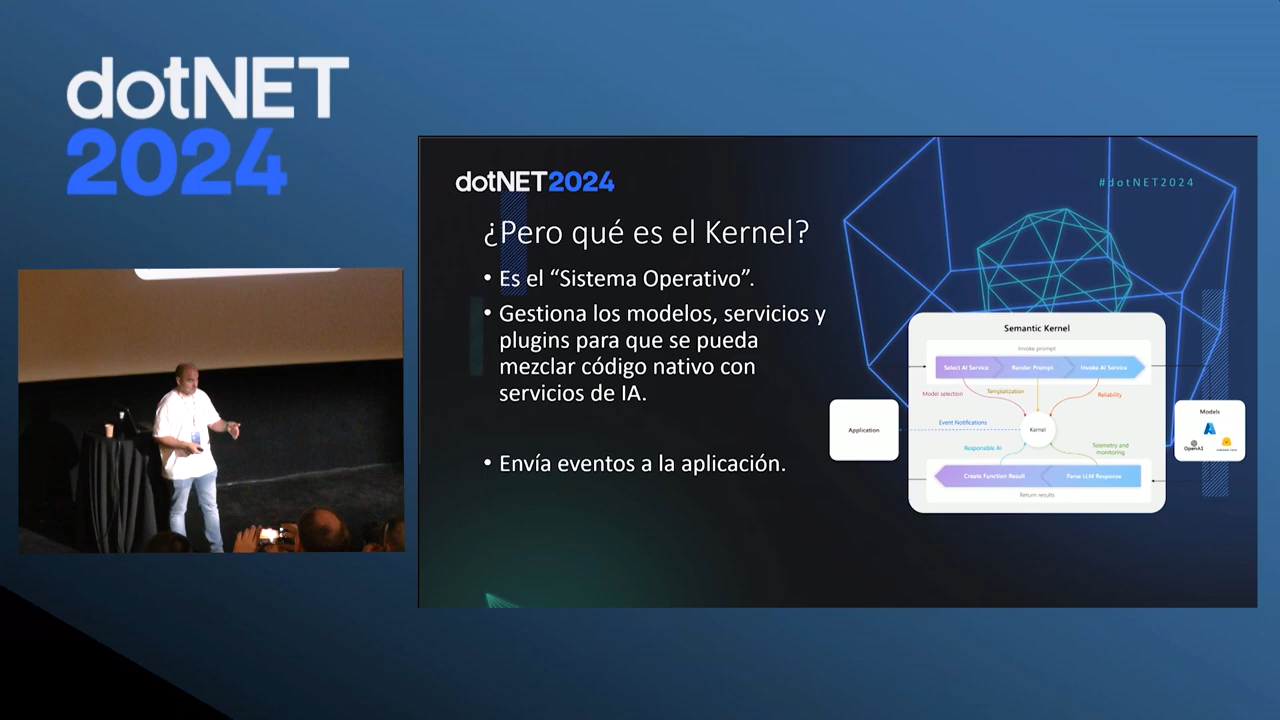 dotNET
2024
dotNET2024
#dotNET2024
¿Pero qué es el Kernel?
• Es el “Sistema Operativo”.
• Gestiona los modelos, servicios y
plugins para que se pueda
mezclar código nativo con
servicios de IA.
• Envía eventos a la aplicación.
Semantic Kernel
Invoke prompt
Select AI Service
Render Prompt
Invoke AI Service
Model selection
Templatization
Reliability
Application
Event Notifications
Kernel
Models
OpenAI
Responsible AI
Telemetry and
monitoring
Create Function Result
Parse LLM Response
Return results